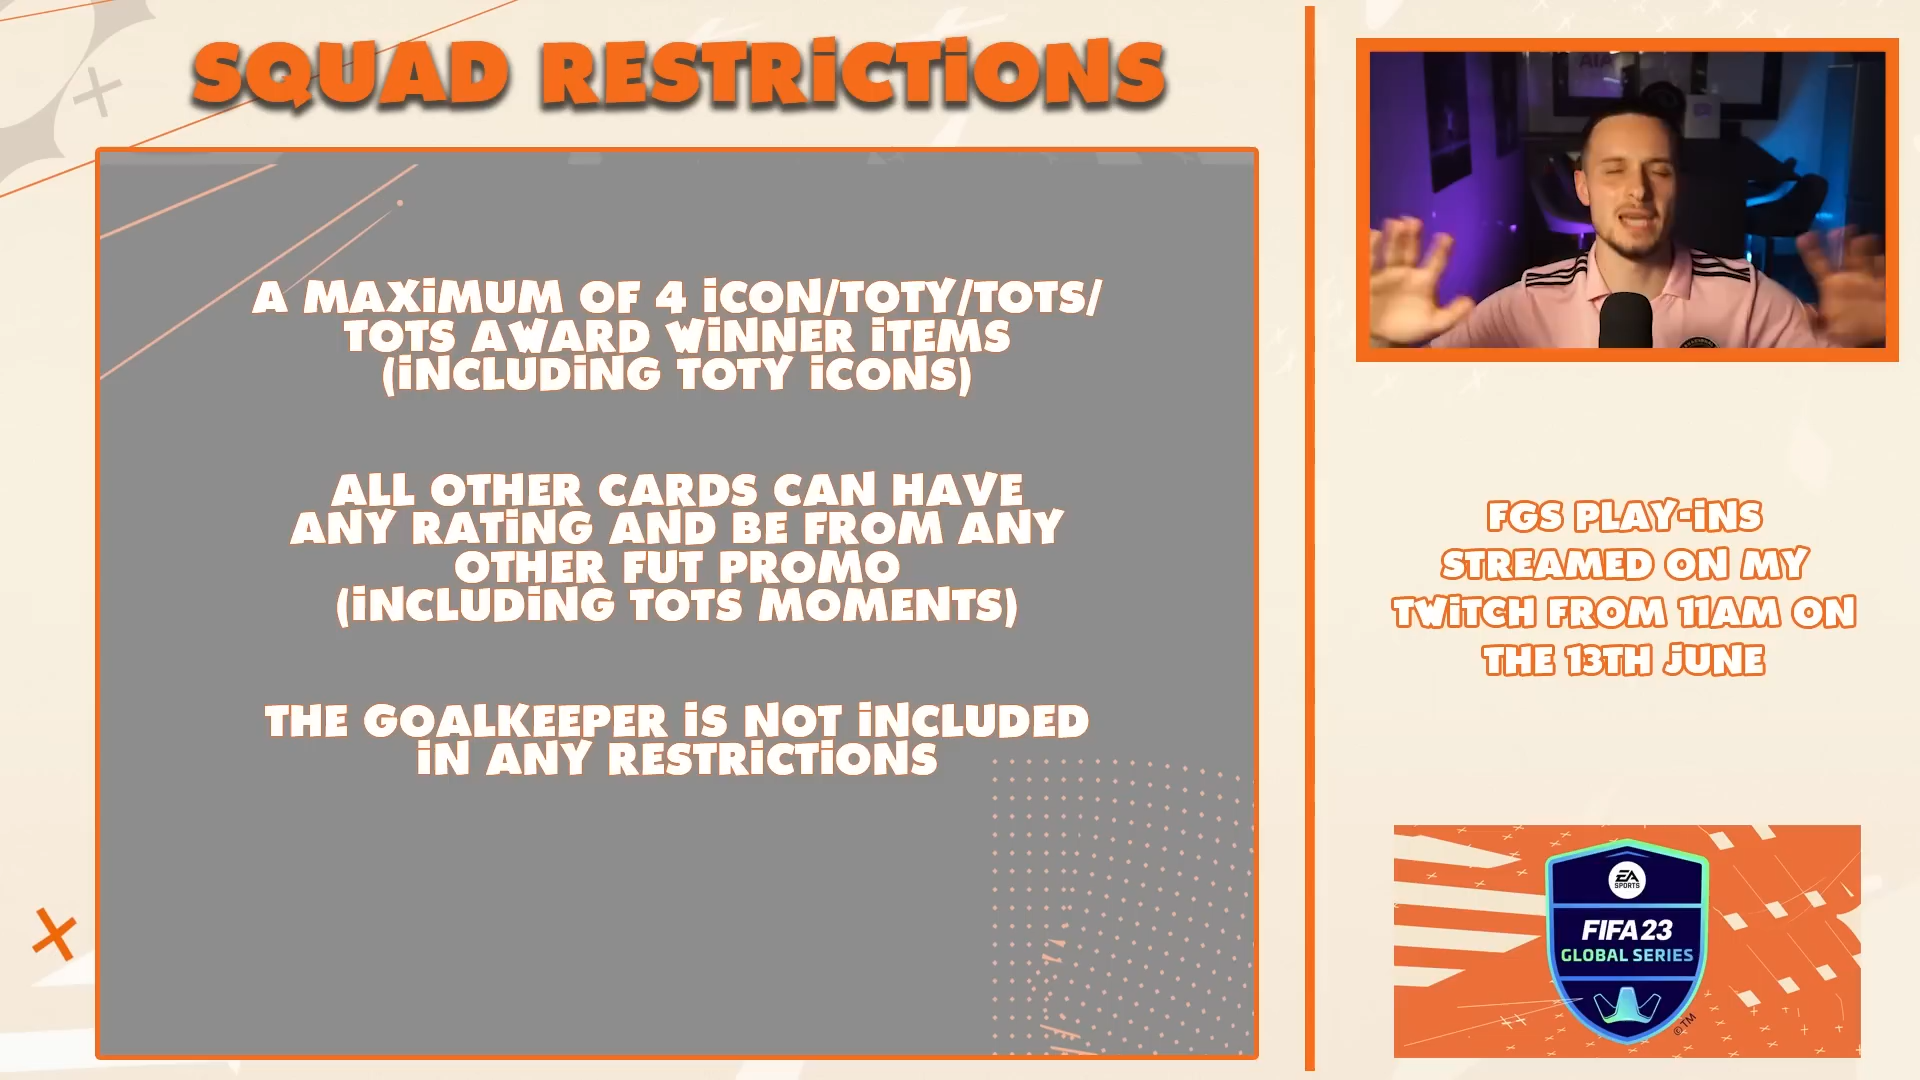 SQUAD RESTRiCTiONS
A MAXiMUM OF 4 iCON/TOTY/TOTS/
TOTS AWARD WiNNER iTEMS
(iNCLUDiNG TOTY iCONS)
ALL OTHER CARDS CAN HAVE
ANY RATiNG AND BE FROM ANY
OTHER FUT PROMO
(iNCLUDiNG TOTS MOMENTS)
THE GOALKEEPER iS NOT iNCLUDED
iN ANY RESTRiCTiONS
FGS PLAY-iNS
STREAMED ON MY
TWiTCH FROM 11AM ON
THE 13TH JUNE
EA
SPORTS
FIFA 23
GLOBAL SERIES
©TM